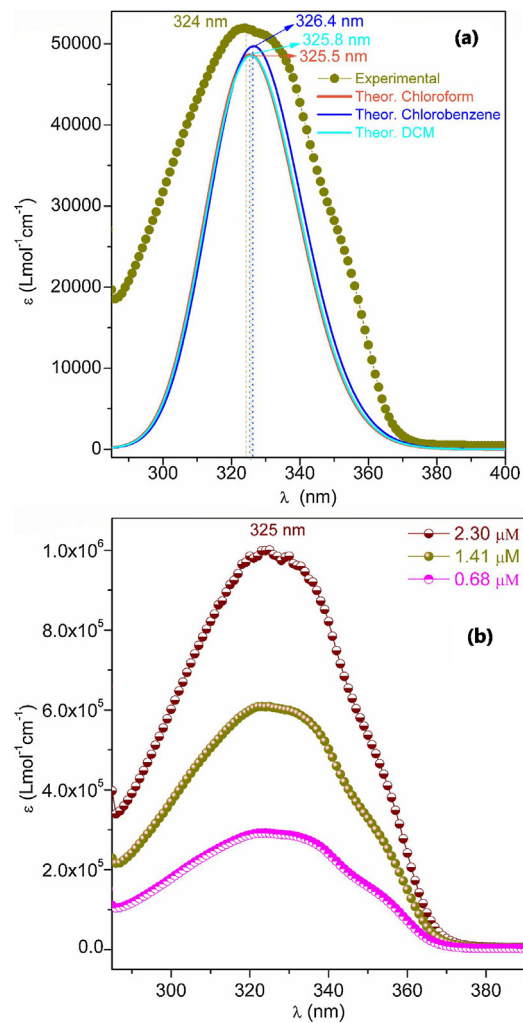 324 nm
326.4 nm
(a)
325.8 nm
325.5 nm
Experimental
Theor. Chloroform
Theor. Chlorobenzene
Theor. DCM
50000
40000
30000
20000
10000
0
ε (Lmol⁻¹cm⁻¹)
300 320 340 360 380 400
λ (nm)
325 nm
2.30 µM
1.41 µM
0.68 µM
(b)
1.0x10⁶
8.0x10⁵
6.0x10⁵
4.0x10⁵
2.0x10⁵
0.0
ε (Lmol⁻¹cm⁻¹)
300 320 340 360 380
λ (nm)